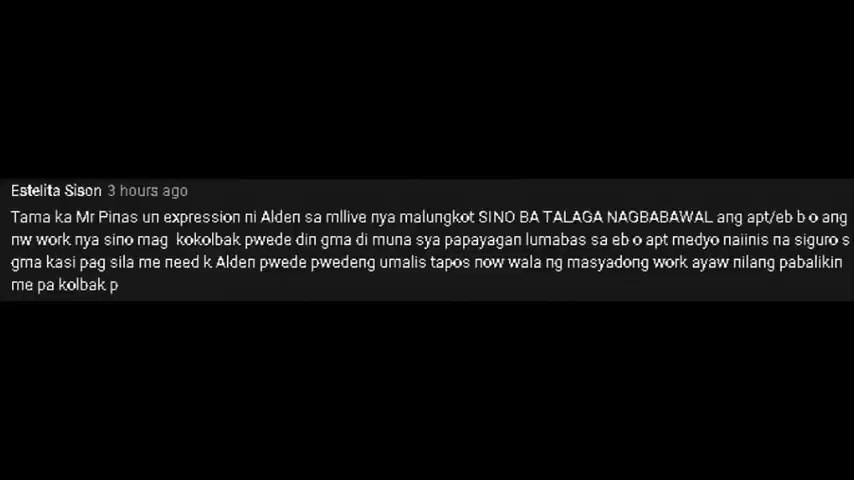 Estelita Sison 3 hours ago
Tama ka Mr Pinas un expression ni Alden sa mllive nya malungkot SINO BA TALAGA NAGBABAWAL ang apt/eb b o ang
nw work nya sino mag kokolbak pwede din gma di muna sya papayagan lumabas sa eb o apt medyo naiinis na siguro s
gma kasi pag sila me need k Alden pwede pwedeng umalis tapos now wala ng masyadong work ayaw nilang pabalikin
me pa kolbak p